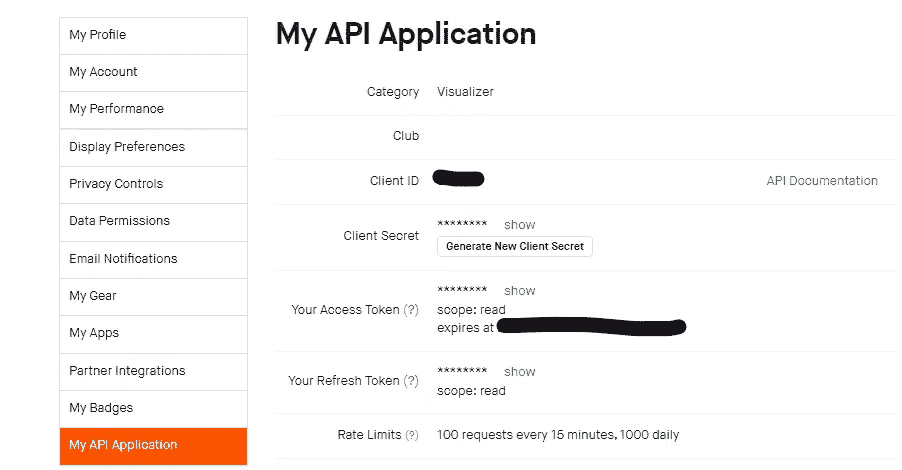 My Profile
My Account
My Performance
Display Preferences
Privacy Controls
Data Permissions
Email Notifications
My Gear
My Apps
Partner Integrations
My Badges
My API Application
My API Application
Category Visualizer
Club
Client ID API Documentation
Client Secret ******** show
Generate New Client Secret
Your Access Token (?) ******** show
scope: read
expires at
Your Refresh Token (?) ******** show
scope: read
Rate Limits (?) 100 requests every 15 minutes, 1000 daily